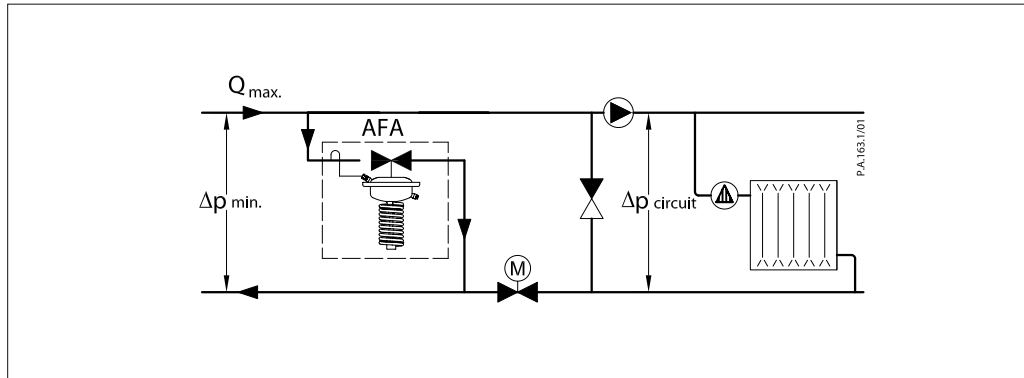 Q max.
AFA
Δp min.
Δp circuit
M
P.A.163.1/01